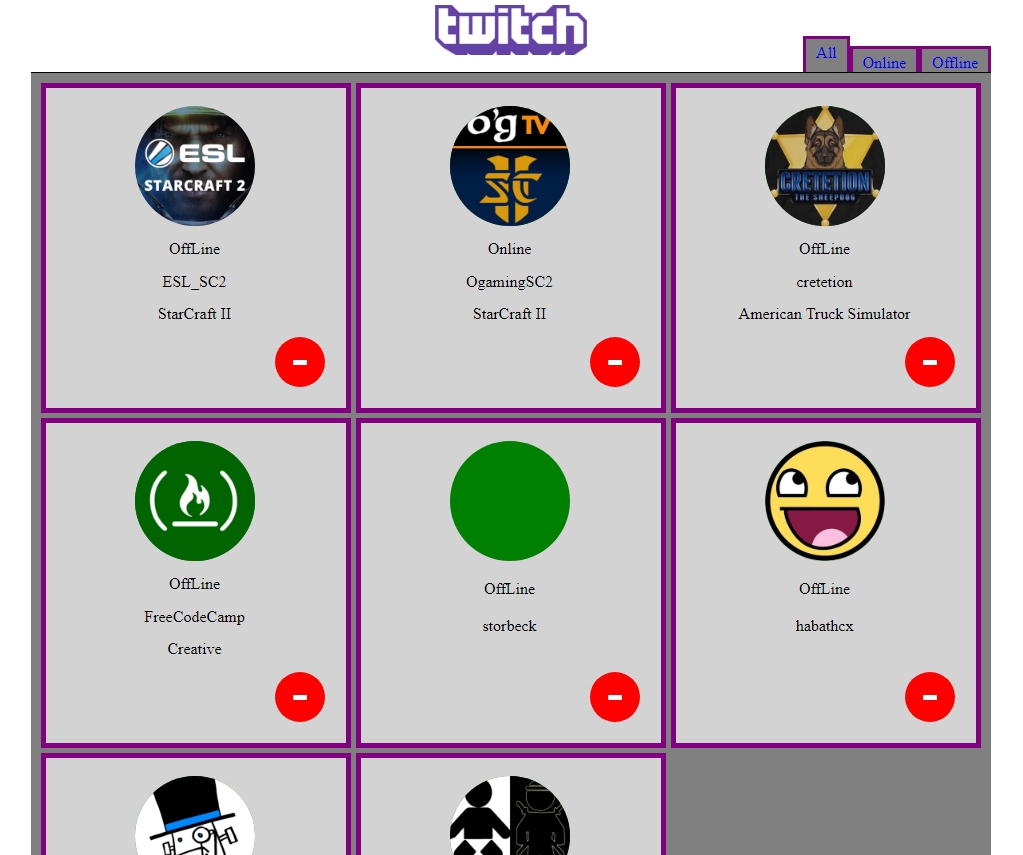 twitch
All
Online
Offline
ESL
STARCRAFT 2
OffLine
ESL_SC2
StarCraft II
o'g TV
SC
Online
OgamingSC2
StarCraft II
CRETETION
THE SHEEPDOG
OffLine
cretetion
American Truck Simulator
OffLine
FreeCodeCamp
Creative
OffLine
storbeck
OffLine
habathcx